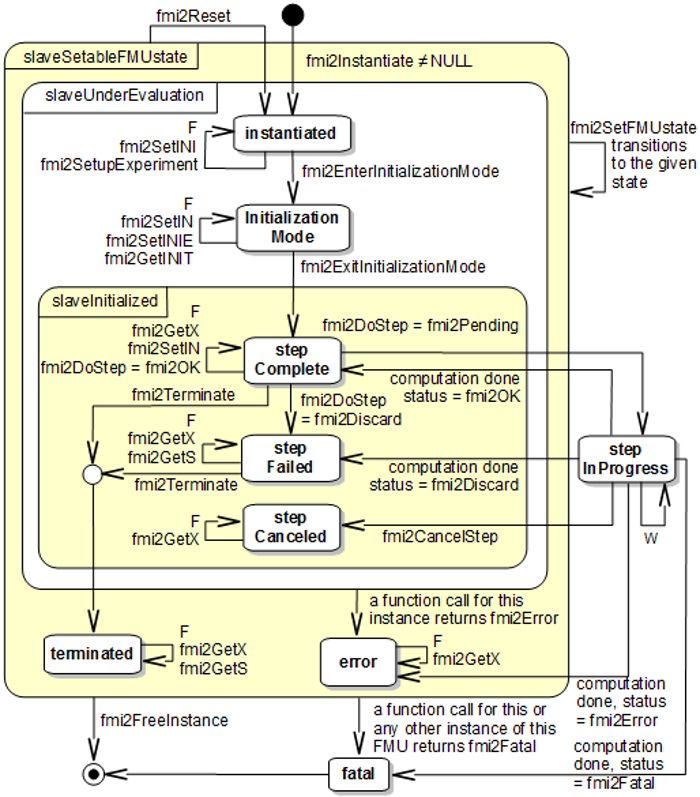 fmi2Reset
slaveSetableFMUstate
fmi2Instantiate ≠ NULL
slaveUnderEvaluation
F
fmi2SetINI
fmi2SetupExperiment
instantiated
fmi2SetFMUstate
transitions
to the given
state
fmi2EnterInitializationMode
F
fmi2SetIN
fmi2SetINIE
fmi2GetINIT
Initialization
Mode
fmi2ExitInitializationMode
slaveInitialized
F
fmi2GetX
fmi2SetIN
fmi2DoStep = fmi2OK
fmi2DoStep = fmi2Pending
step
Complete
computation done
status = fmi2OK
fmi2Terminate
fmi2DoStep
= fmi2Discard
F
fmi2GetX
fmi2GetS
step
Failed
step
InProgress
computation done
status = fmi2Discard
fmi2Terminate
F
fmi2GetX
step
Canceled
fmi2CancelStep
W
a function call for this
instance returns fmi2Error
terminated
F
fmi2GetX
fmi2GetS
error
F
fmi2GetX
computation
done, status
= fmi2Error
fmi2FreeInstance
a function call for this or
any other instance of this
FMU returns fmi2Fatal
fatal
computation
done, status
= fmi2Fatal